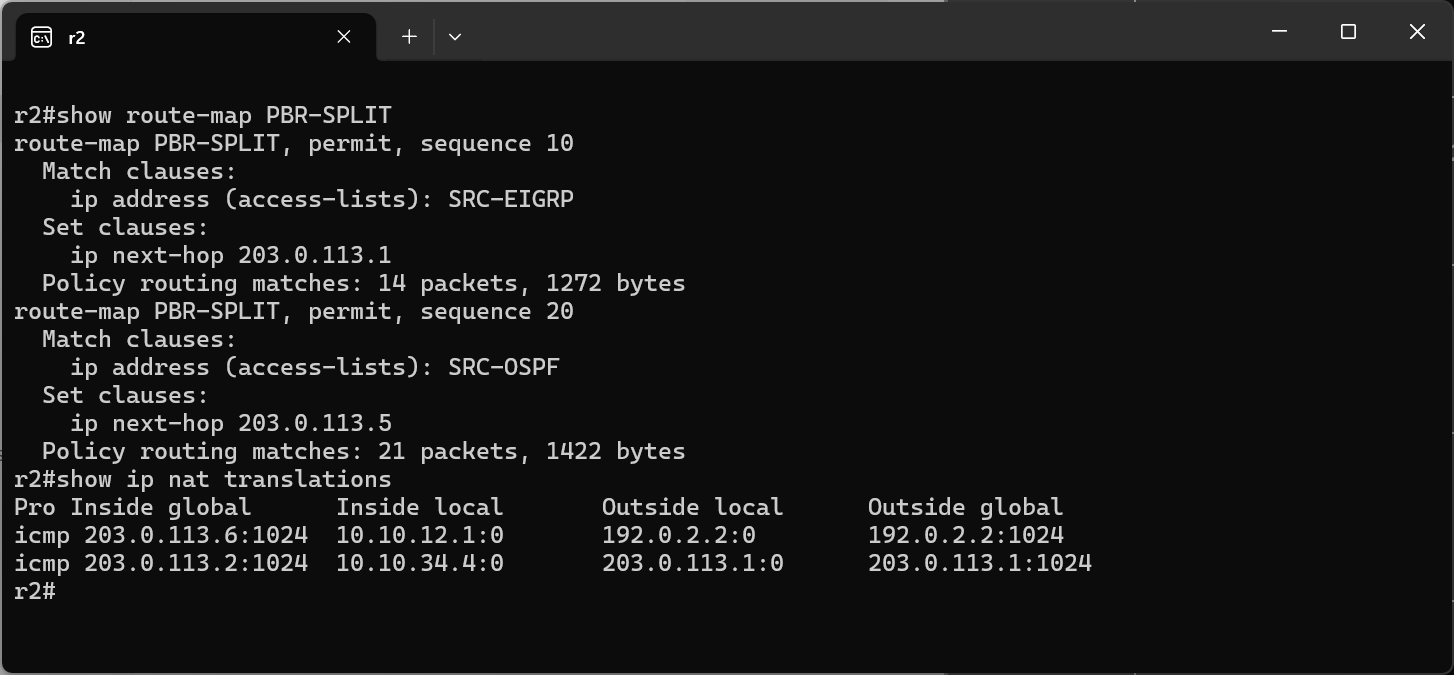 r2
r2#show route-map PBR-SPLIT
route-map PBR-SPLIT, permit, sequence 10
  Match clauses:
    ip address (access-lists): SRC-EIGRP
  Set clauses:
    ip next-hop 203.0.113.1
  Policy routing matches: 14 packets, 1272 bytes
route-map PBR-SPLIT, permit, sequence 20
  Match clauses:
    ip address (access-lists): SRC-OSPF
  Set clauses:
    ip next-hop 203.0.113.5
  Policy routing matches: 21 packets, 1422 bytes
r2#show ip nat translations
Pro Inside global      Inside local       Outside local      Outside global
icmp 203.0.113.6:1024  10.10.12.1:0       192.0.2.2:0        192.0.2.2:1024
icmp 203.0.113.2:1024  10.10.34.4:0       203.0.113.1:0      203.0.113.1:1024
r2#